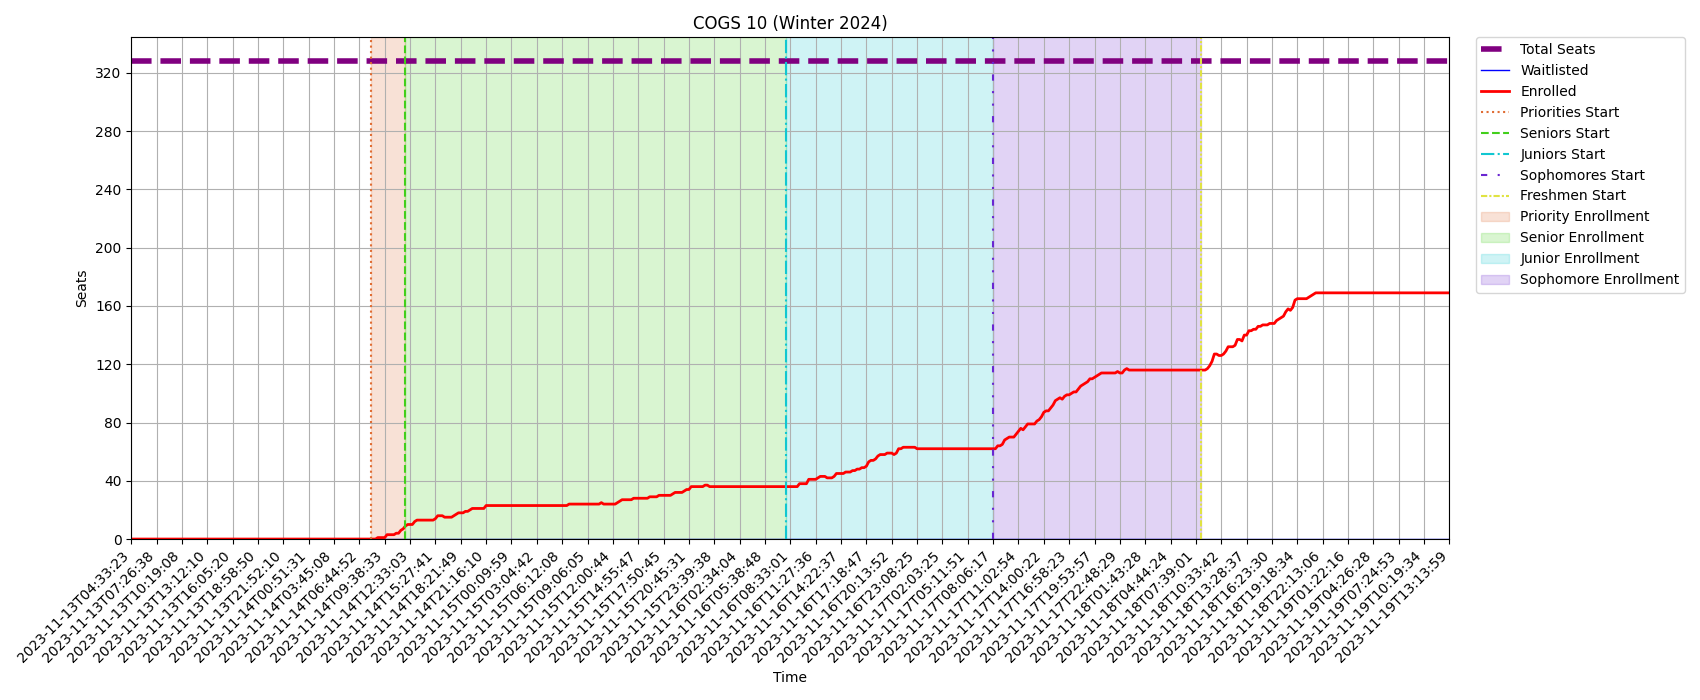 COGS 10 (Winter 2024)
320
280
240
200
160
120
80
40
0
Seats
2023-11-13T04:33:23
2023-11-13T07:26:38
2023-11-13T10:19:08
2023-11-13T13:12:10
2023-11-13T16:05:20
2023-11-13T18:58:50
2023-11-13T21:52:10
2023-11-14T00:51:31
2023-11-14T03:45:08
2023-11-14T06:44:52
2023-11-14T09:38:33
2023-11-14T12:33:03
2023-11-14T15:27:41
2023-11-14T18:21:49
2023-11-14T21:16:10
2023-11-15T00:09:59
2023-11-15T03:04:42
2023-11-15T06:12:08
2023-11-15T09:06:05
2023-11-15T12:00:44
2023-11-15T14:55:47
2023-11-15T17:50:45
2023-11-15T20:45:31
2023-11-15T23:39:38
2023-11-16T02:34:04
2023-11-16T05:38:48
2023-11-16T08:33:01
2023-11-16T11:27:36
2023-11-16T14:22:37
2023-11-16T17:18:47
2023-11-16T20:13:52
2023-11-16T23:08:25
2023-11-17T02:03:25
2023-11-17T05:11:51
2023-11-17T08:06:17
2023-11-17T11:02:54
2023-11-17T14:00:22
2023-11-17T16:58:23
2023-11-17T19:53:57
2023-11-17T22:48:29
2023-11-18T01:43:28
2023-11-18T04:44:24
2023-11-18T07:39:01
2023-11-18T10:33:42
2023-11-18T13:28:37
2023-11-18T16:23:30
2023-11-18T19:18:34
2023-11-18T22:13:06
2023-11-19T01:22:16
2023-11-19T04:26:28
2023-11-19T07:24:53
2023-11-19T10:19:34
2023-11-19T13:13:59
Time
Total Seats
Waitlisted
Enrolled
Priorities Start
Seniors Start
Juniors Start
Sophomores Start
Freshmen Start
Priority Enrollment
Senior Enrollment
Junior Enrollment
Sophomore Enrollment